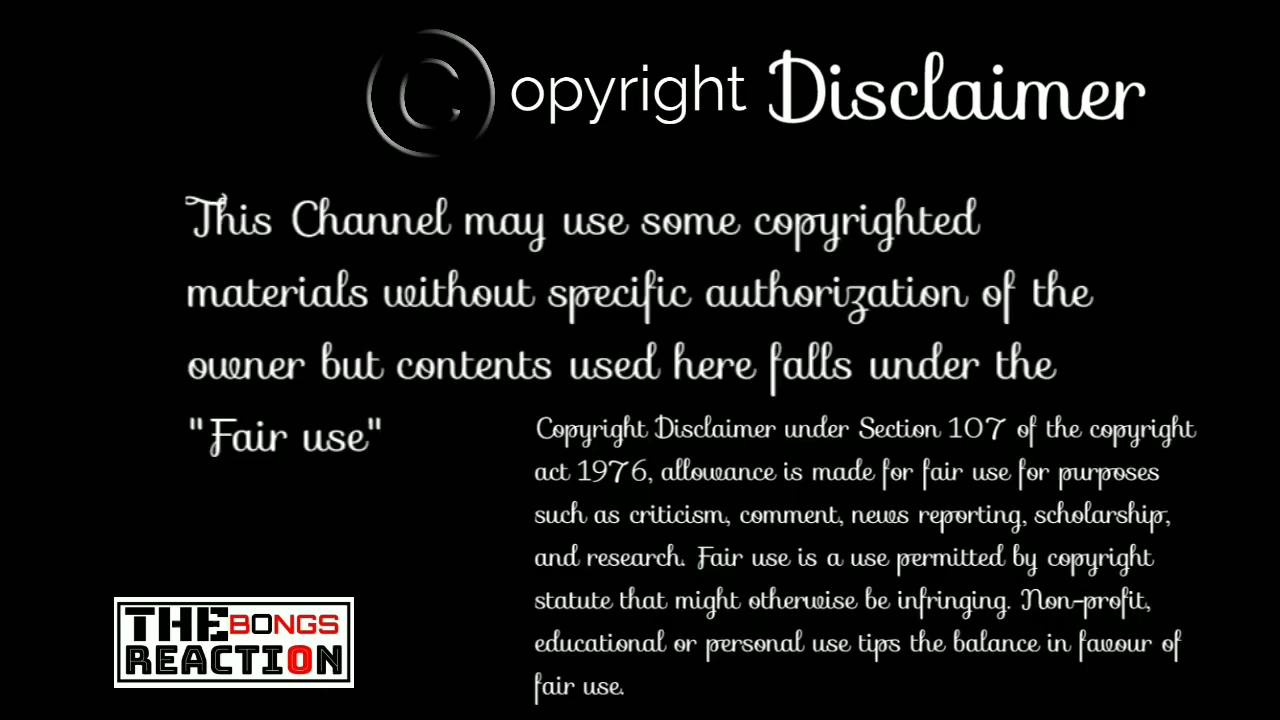 Copyright Disclaimer
This Channel may use some copyrighted
materials without specific authorization of the
owner but contents used here falls under the
"Fair use"
Copyright Disclaimer under Section 107 of the copyright
act 1976, allowance is made for fair use for purposes
such as criticism, comment, news reporting, scholarship,
and research. Fair use is a use permitted by copyright
statute that might otherwise be infringing. Non-profit,
educational or personal use tips the balance in favour of
fair use.
THE BONGS
REACTION